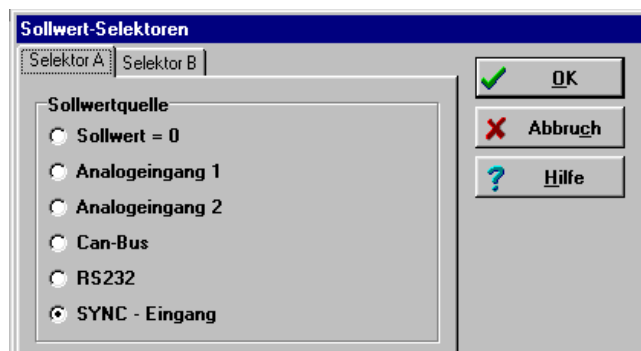 Sollwert-Selektoren
Selektor A Selektor B
Sollwertquelle
Sollwert = 0
Analogeingang 1
Analogeingang 2
Can-Bus
RS232
SYNC - Eingang
OK
Abbruch
Hilfe